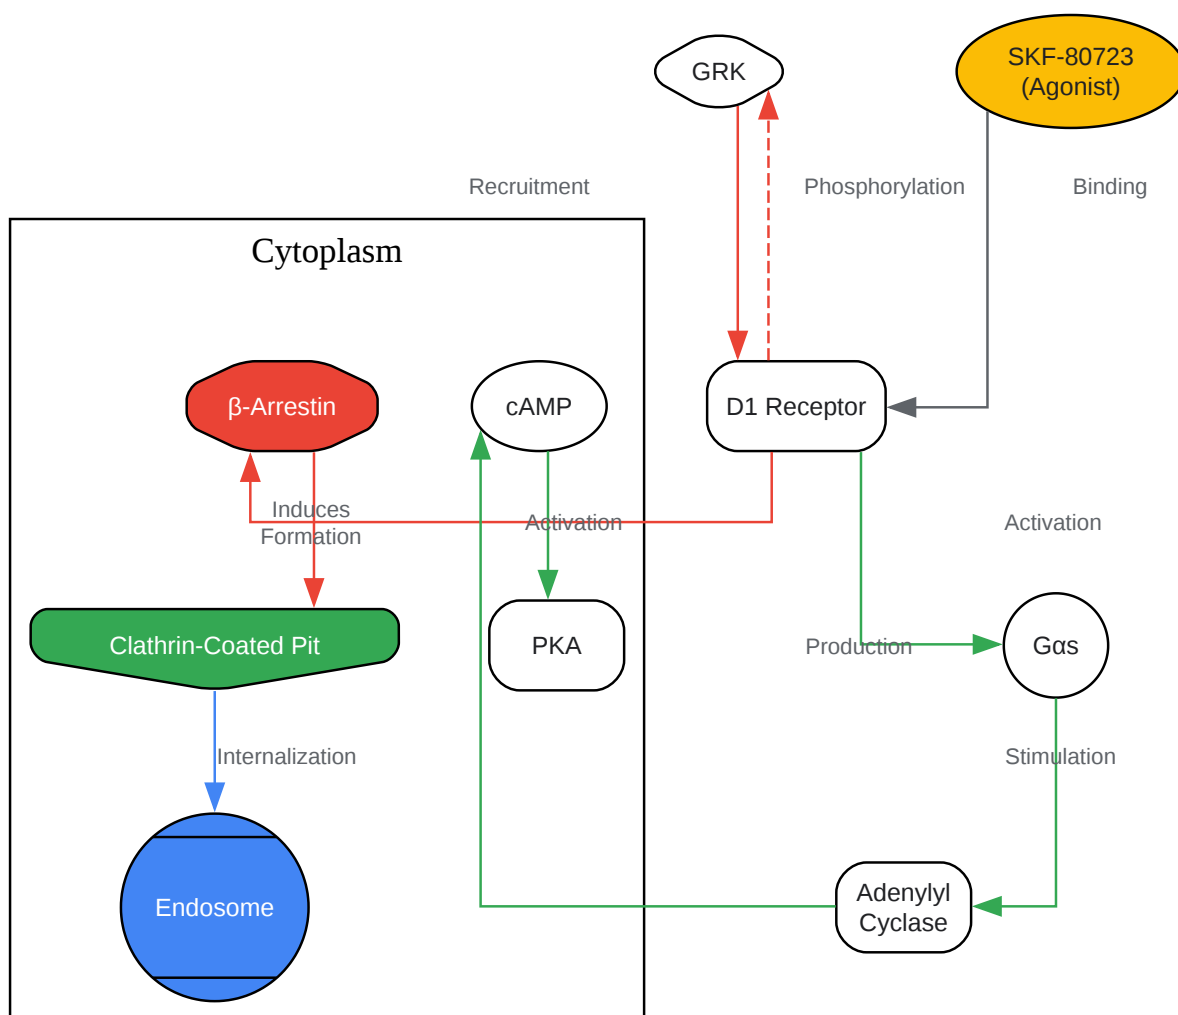 GRK
SKF-80723
(Agonist)
Recruitment
Phosphorylation
Binding
Cytoplasm
β-Arrestin
cAMP
D1 Receptor
Induces
Formation
Activation
Activation
Clathrin-Coated Pit
PKA
Production
Gαs
Internalization
Stimulation
Endosome
Adenylyl
Cyclase